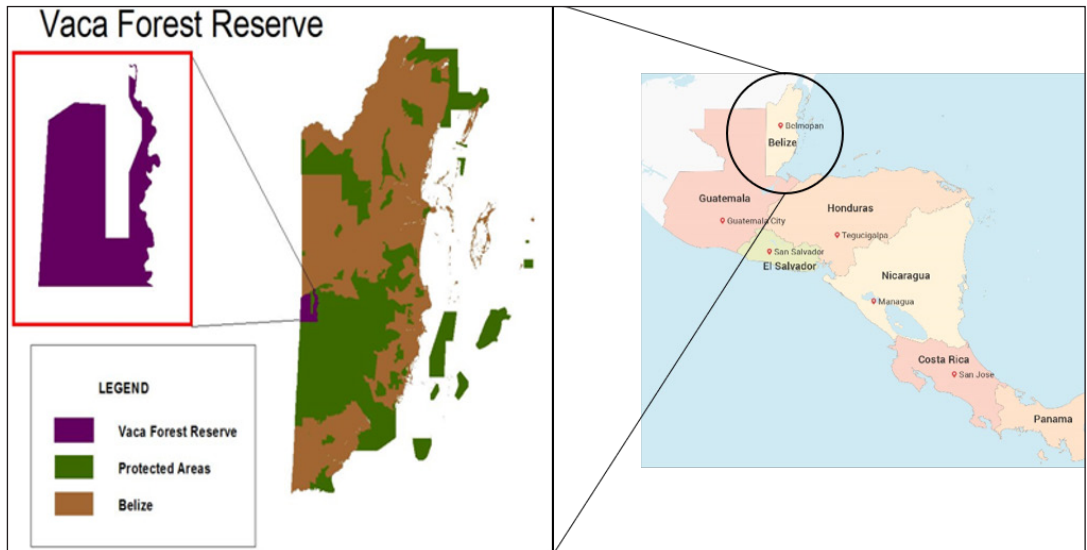 Vaca Forest Reserve
LEGEND
Vaca Forest Reserve
Protected Areas
Belize
Belmopan
Belize
Guatemala
Guatemala City
Honduras
Tegucigalpa
San Salvador
El Salvador
Nicaragua
Managua
Costa Rica
San Jose
Panama